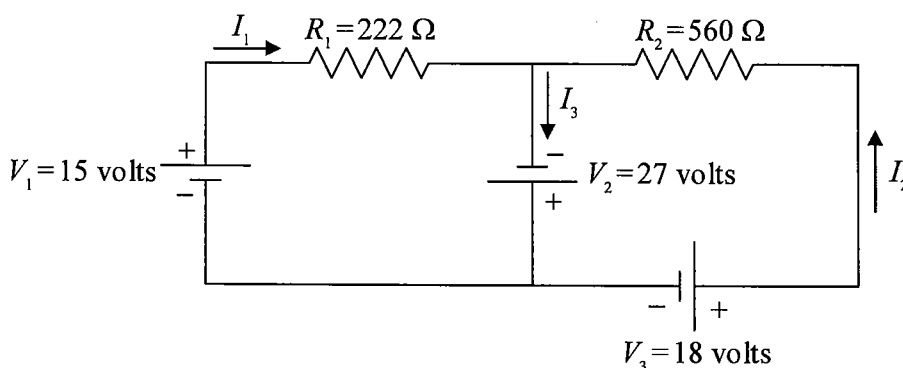 I₁ R₁=222 Ω R₂=560 Ω
I₃
+ −
V₁=15 volts V₂=27 volts I₂
− +
− +
V₃=18 volts